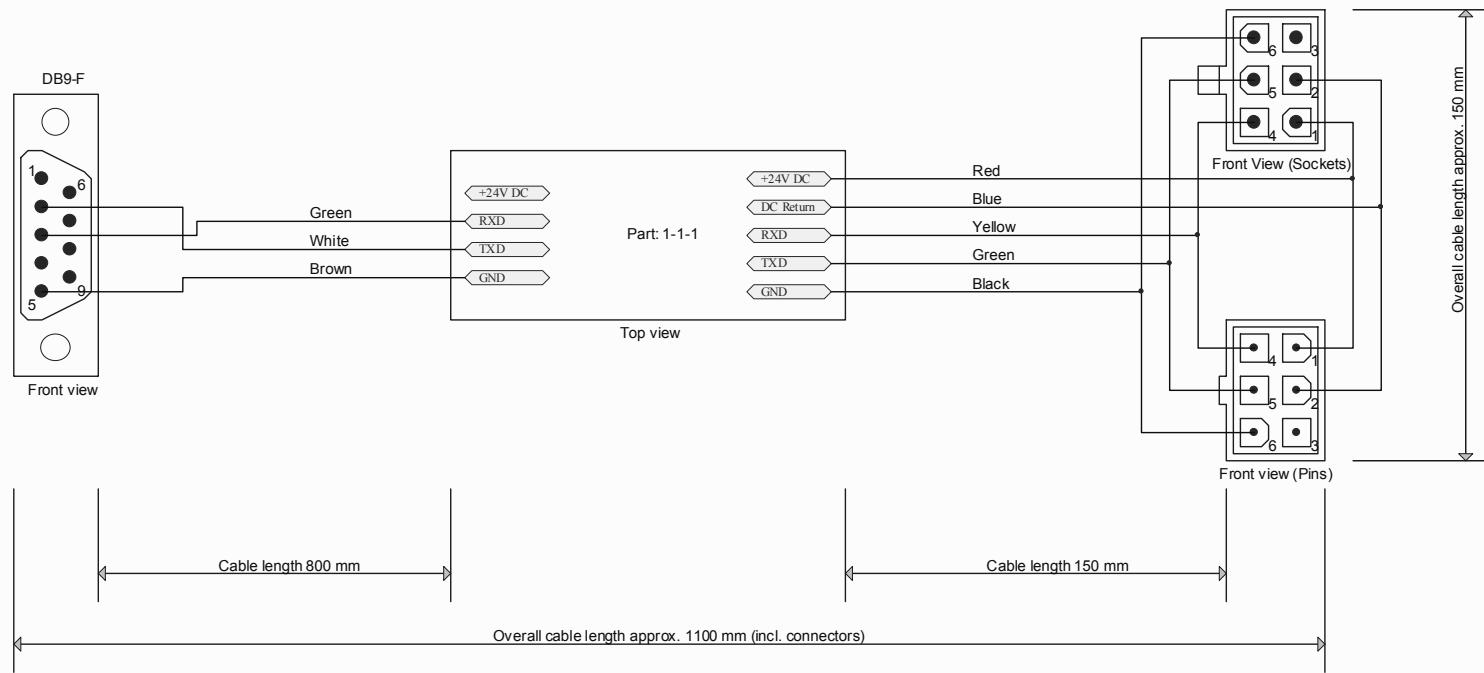 DB9-F
1
6
5
9
Front view
Green
White
Brown
+24V DC
RXD
TXD
GND
Part: 1-1-1
+24V DC
DC Return
RXD
TXD
GND
Top view
Red
Blue
Yellow
Green
Black
6
3
5
2
4
1
Front View (Sockets)
4
1
5
2
6
3
Front view (Pins)
Overall cable length approx. 150 mm
Cable length 800 mm
Cable length 150 mm
Overall cable length approx. 1100 mm (incl. connectors)